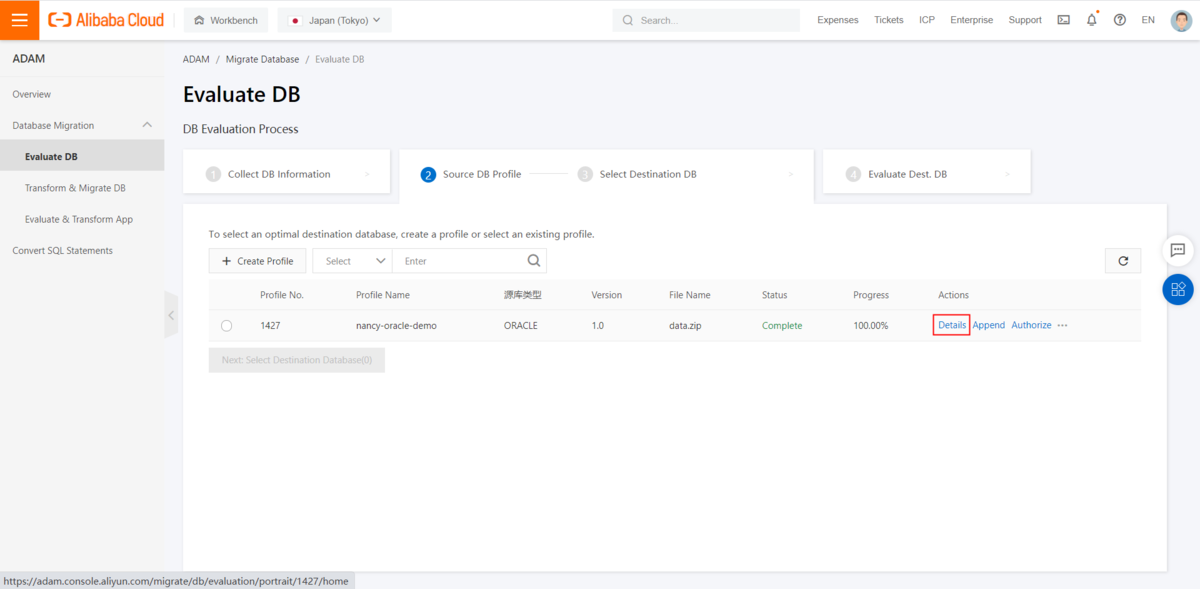 Alibaba Cloud Workbench Japan (Tokyo) Search... Expenses Tickets ICP Enterprise Support EN
ADAM
Overview
Database Migration
Evaluate DB
Transform & Migrate DB
Evaluate & Transform App
Convert SQL Statements
ADAM / Migrate Database / Evaluate DB
Evaluate DB
DB Evaluation Process
1 Collect DB Information > 2 Source DB Profile 3 Select Destination DB > 4 Evaluate Dest. DB >
To select an optimal destination database, create a profile or select an existing profile.
+ Create Profile Select Enter
Profile No. Profile Name 源库类型 Version File Name Status Progress Actions
1427 nancy-oracle-demo ORACLE 1.0 data.zip Complete 100.00% Details Append Authorize ···
Next: Select Destination Database(0)
https://adam.console.aliyun.com/migrate/db/evaluation/portrait/1427/home